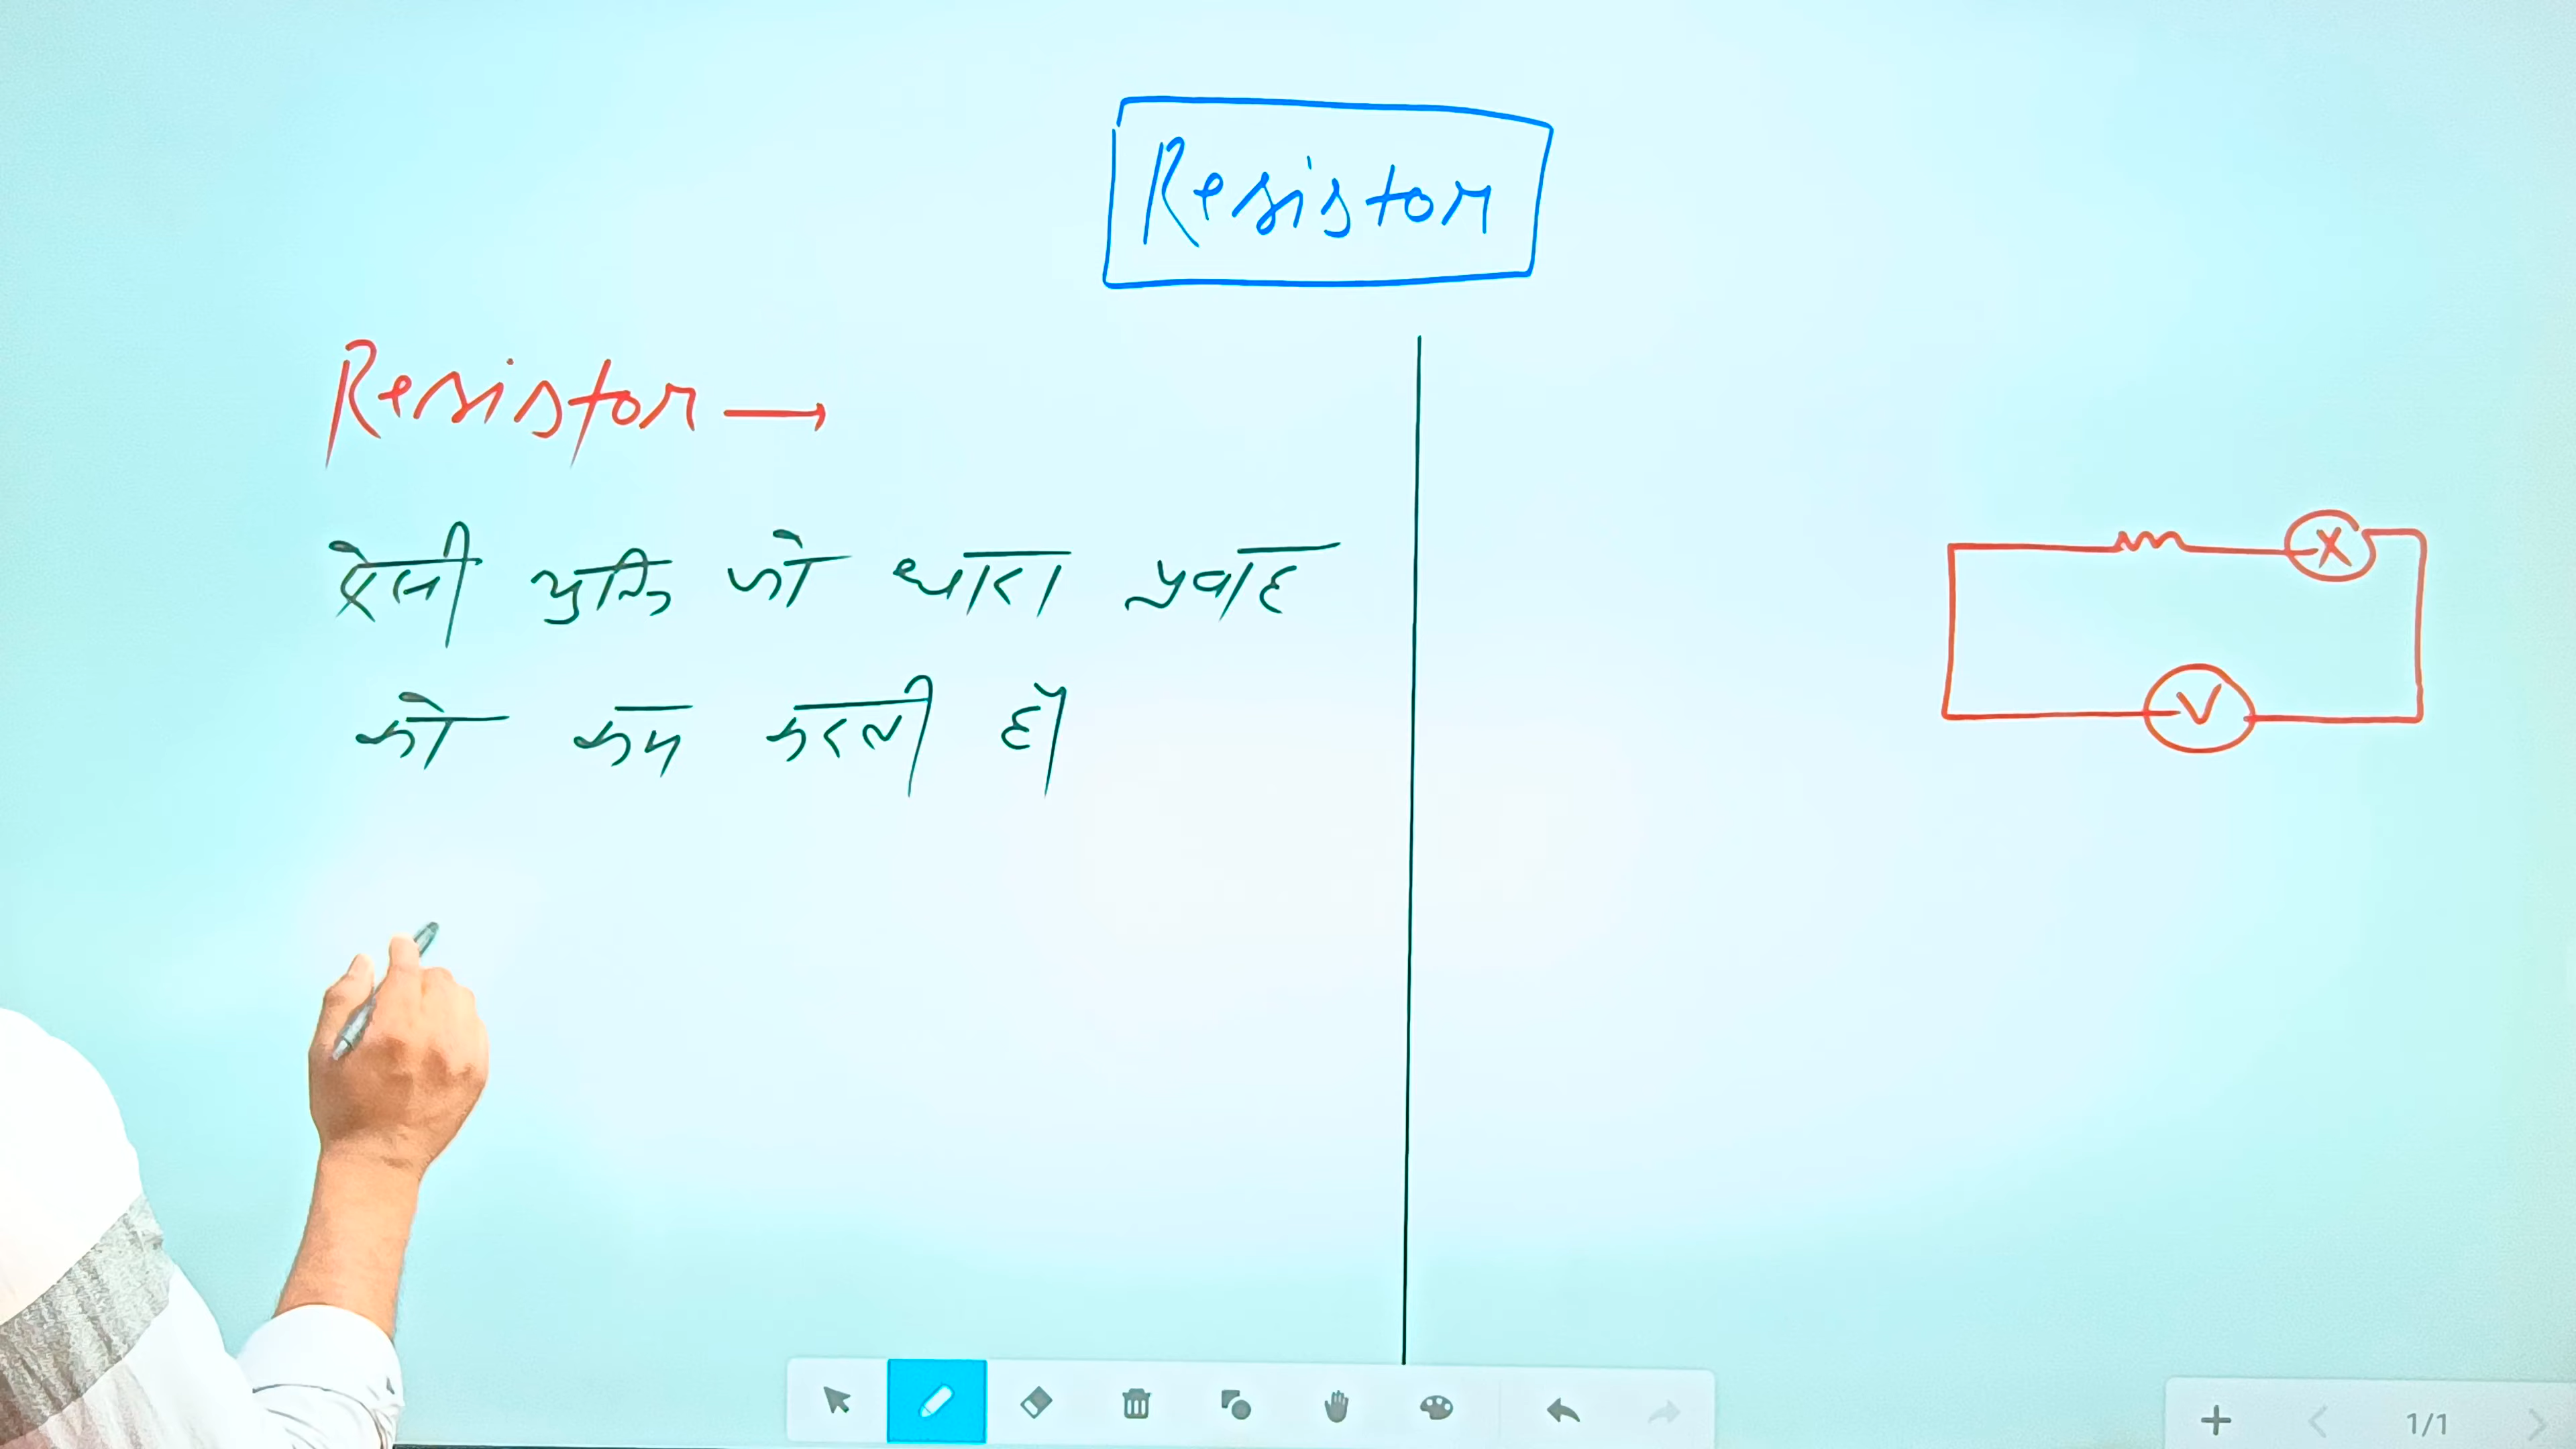 Resistor
Resistor →
ऐसी युक्ति जो धारा प्रवाह
को कम करती हो
X
V
1/1